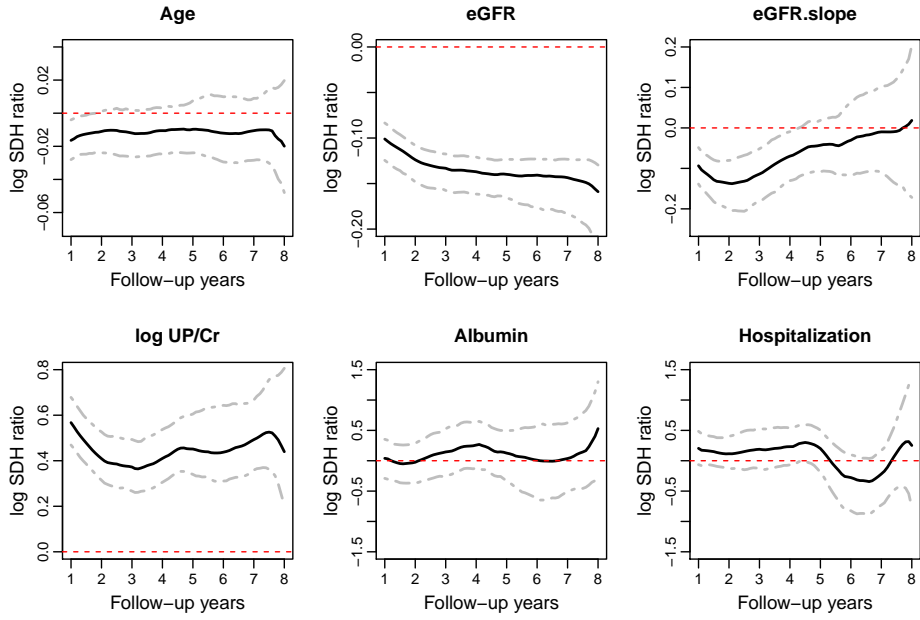 Age
eGFR
eGFR.slope
log SDH ratio
0.02
−0.02
−0.06
1 2 3 4 5 6 7 8
Follow−up years
log SDH ratio
0.00
−0.10
−0.20
1 2 3 4 5 6 7 8
Follow−up years
log SDH ratio
0.2
0.0
−0.2
1 2 3 4 5 6 7 8
Follow−up years
log UP/Cr
Albumin
Hospitalization
log SDH ratio
0.8
0.6
0.4
0.2
0.0
1 2 3 4 5 6 7 8
Follow−up years
log SDH ratio
1.5
0.5
−0.5
−1.5
1 2 3 4 5 6 7 8
Follow−up years
log SDH ratio
1.5
0.5
−0.5
−1.5
1 2 3 4 5 6 7 8
Follow−up years